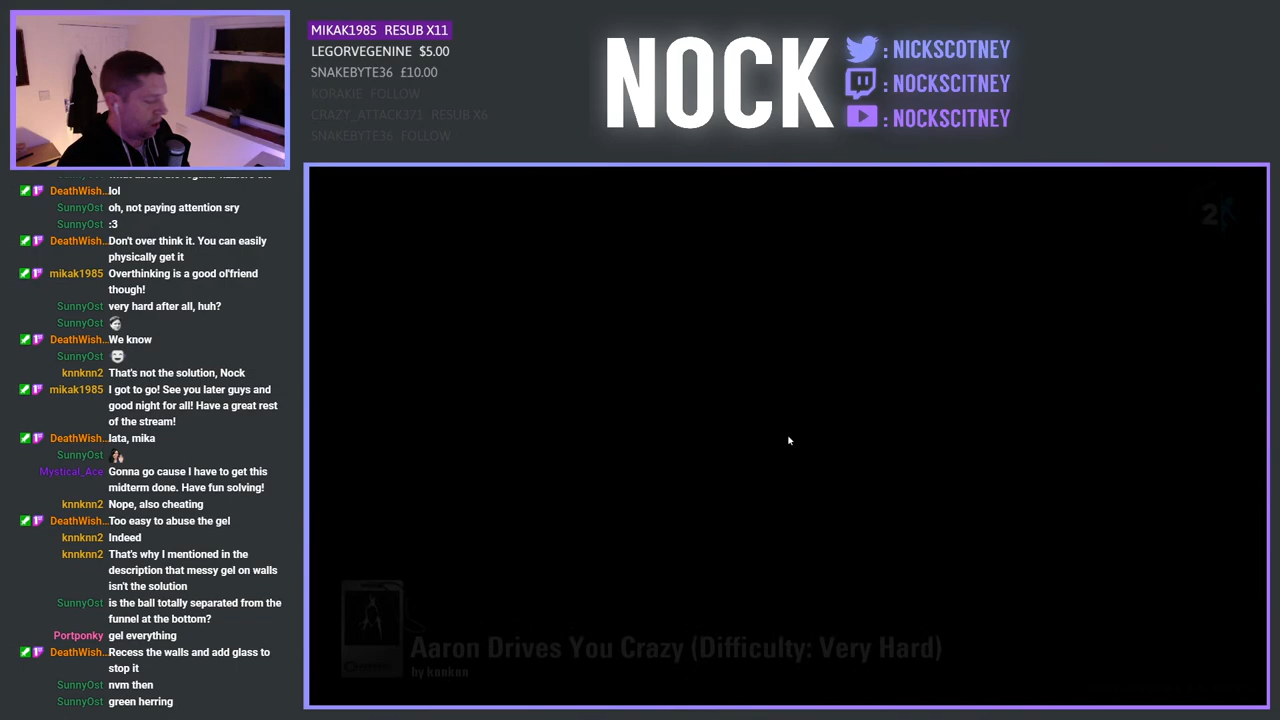 MIKAK1985 RESUB X11
LEGORVEGENINE $5.00
SNAKEBYTE36 £10.00
KORAKIE FOLLOW
CRAZY_ATTACK371 RESUB X6
SNAKEBYTE36 FOLLOW
NOCK
: NICKSCOTNEY
: NOCKSCITNEY
: NOCKSCITNEY
DeathWish... lol
SunnyOst oh, not paying attention sry
SunnyOst :3
DeathWish... Don't over think it. You can easily
physically get it
mikak1985 Overthinking is a good ol'friend
though!
SunnyOst very hard after all, huh?
SunnyOst
DeathWish... We know
SunnyOst
knnknn2 That's not the solution, Nock
mikak1985 I got to go! See you later guys and
good night for all! Have a great rest
of the stream!
DeathWish... lata, mika
SunnyOst
Mystical_Ace Gonna go cause I have to get this
midterm done. Have fun solving!
knnknn2 Nope, also cheating
DeathWish... Too easy to abuse the gel
knnknn2 Indeed
knnknn2 That's why I mentioned in the
description that messy gel on walls
isn't the solution
SunnyOst is the ball totally separated from the
funnel at the bottom?
Portponky gel everything
DeathWish... Recess the walls and add glass to
stop it
SunnyOst nvm then
SunnyOst green herring
2
Aaron Drives You Crazy (Difficulty: Very Hard)
by knnknn